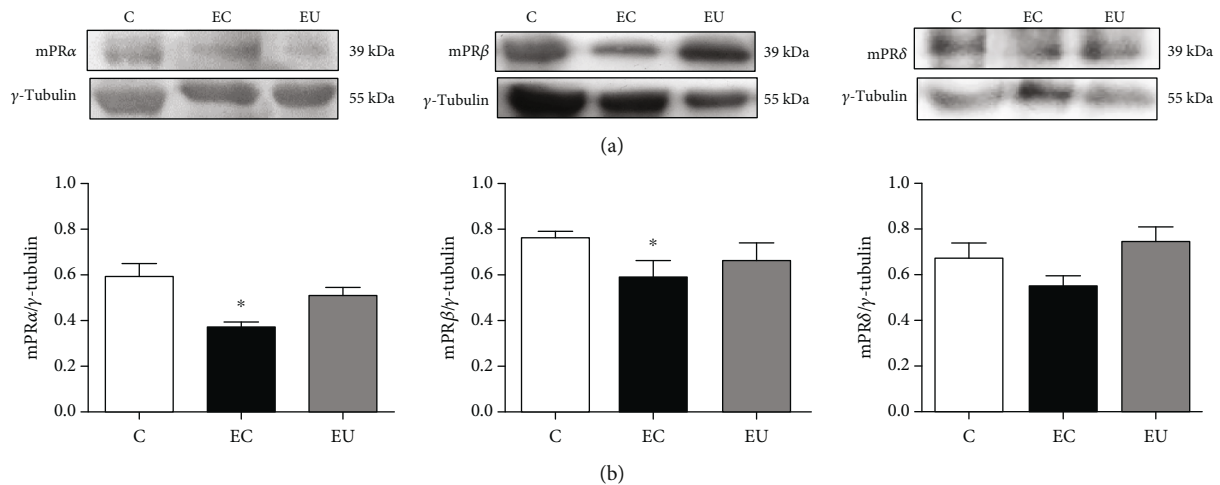 C EC EU
mPRα 39 kDa
γ-Tubulin 55 kDa
C EC EU
mPRβ 39 kDa
γ-Tubulin 55 kDa
C EC EU
mPRδ 39 kDa
γ-Tubulin 55 kDa
(a)
mPRα/γ-tubulin
1.0
0.8
0.6
0.4
0.2
0.0
*
C EC EU
mPRβ/γ-tubulin
1.0
0.8
0.6
0.4
0.2
0.0
*
C EC EU
mPRδ/γ-tubulin
1.0
0.8
0.6
0.4
0.2
0.0
C EC EU
(b)